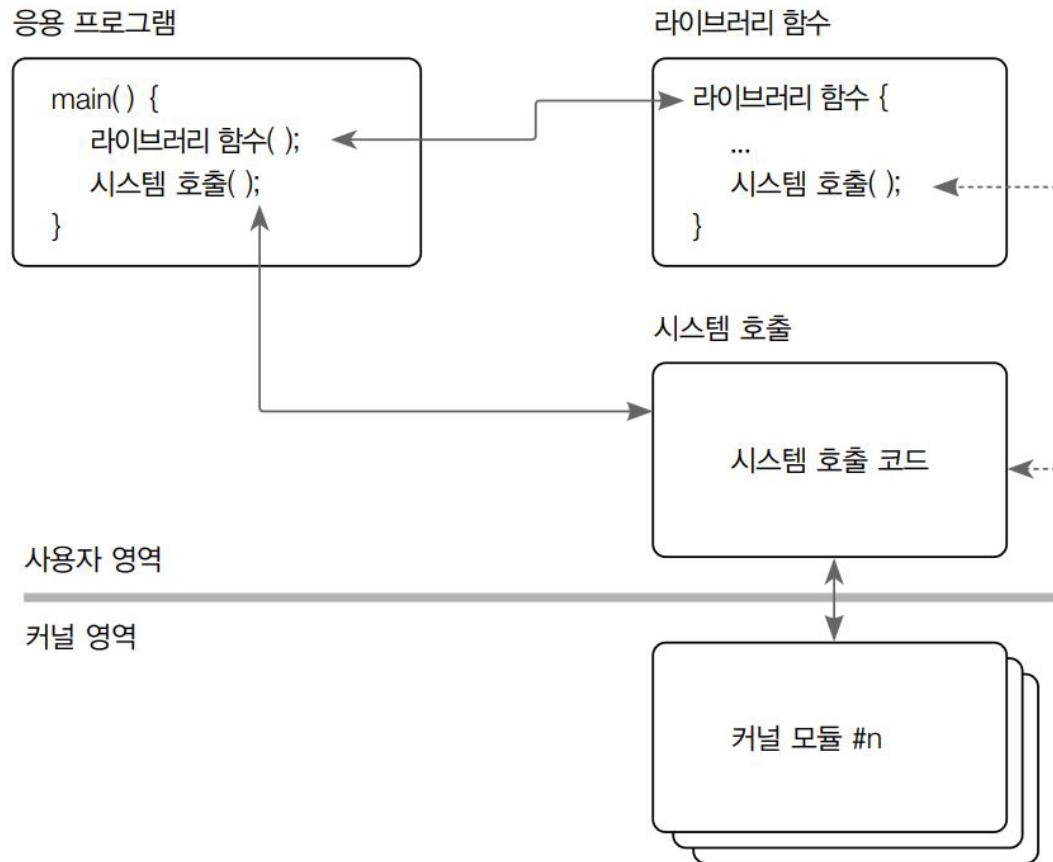 응용 프로그램
main( ) {
라이브러리 함수( );
시스템 호출( );
}
라이브러리 함수
라이브러리 함수 {
...
시스템 호출( );
}
시스템 호출
시스템 호출 코드
사용자 영역
커널 영역
커널 모듈 #n